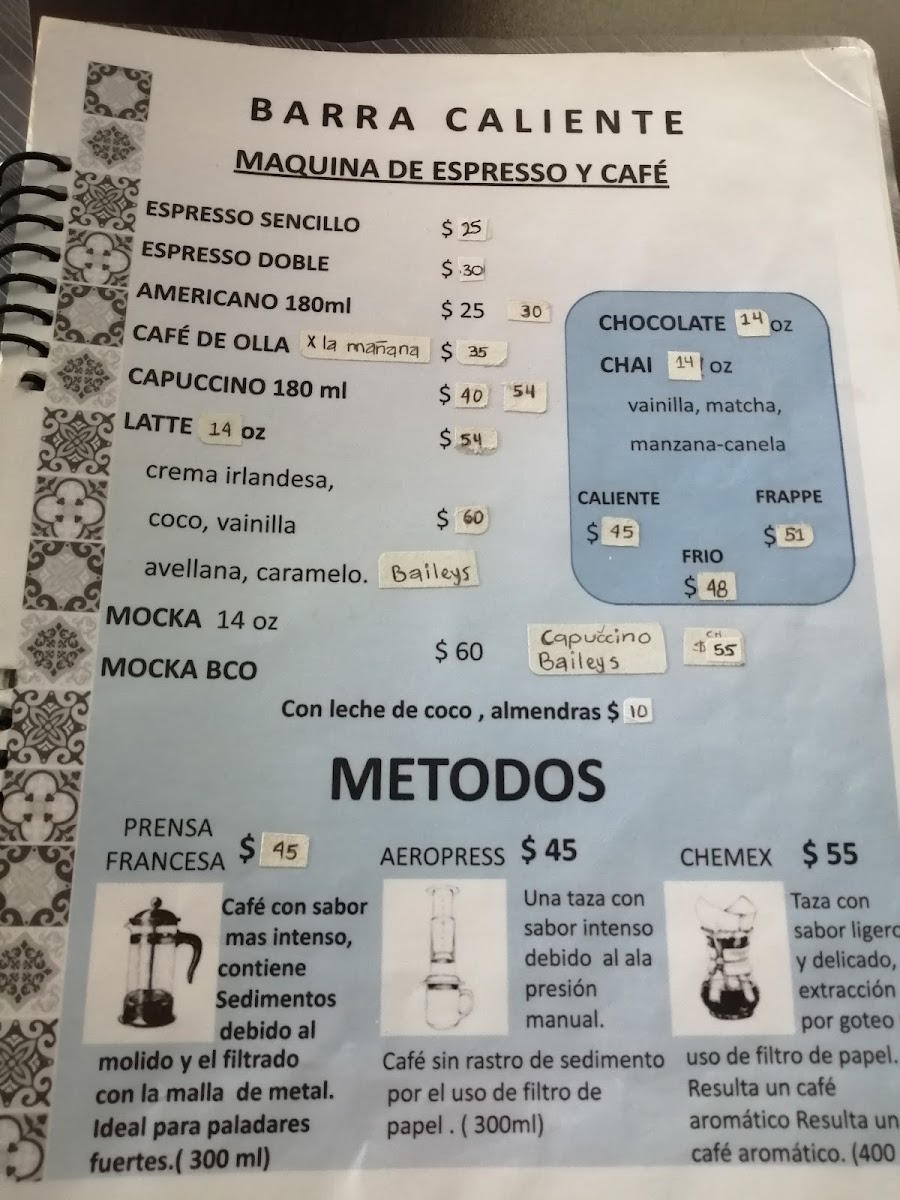 BARRA CALIENTE
MAQUINA DE ESPRESSO Y CAFÉ
ESPRESSO SENCILLO $ 25
ESPRESSO DOBLE $ 30
AMERICANO 180ml $ 25 30
CAFÉ DE OLLA x la mañana $ 35
CAPUCCINO 180 ml $ 40 54
LATTE 14 oz $ 54
crema irlandesa,
coco, vainilla $ 60
avellana, caramelo. Baileys
MOCKA 14 oz
$ 60
MOCKA BCO
Capuccino
Baileys
CH
$ 55
Con leche de coco , almendras $ 10
CHOCOLATE 14 oz
CHAI 14 oz
vainilla, matcha,
manzana-canela
CALIENTE
$ 45
FRIO
$ 48
FRAPPE
$ 51
METODOS
PRENSA
FRANCESA $ 45
Café con sabor
mas intenso,
contiene
Sedimentos
debido al
molido y el filtrado
con la malla de metal.
Ideal para paladares
fuertes.( 300 ml)
AEROPRESS $ 45
Una taza con
sabor intenso
debido al ala
presión
manual.
Café sin rastro de sedimento
por el uso de filtro de
papel . ( 300ml)
CHEMEX $ 55
Taza con
sabor ligero
y delicado,
extracción
por goteo
uso de filtro de papel.
Resulta un café
aromático Resulta un
café aromático. (400